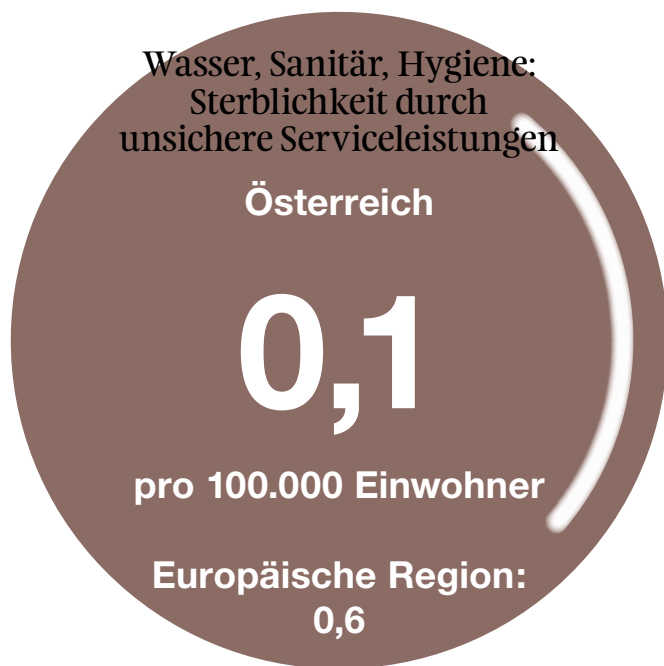 Wasser, Sanitär, Hygiene:
Sterblichkeit durch
unsichere Serviceleistungen
Österreich
0,1
pro 100.000 Einwohner
Europäische Region:
0,6